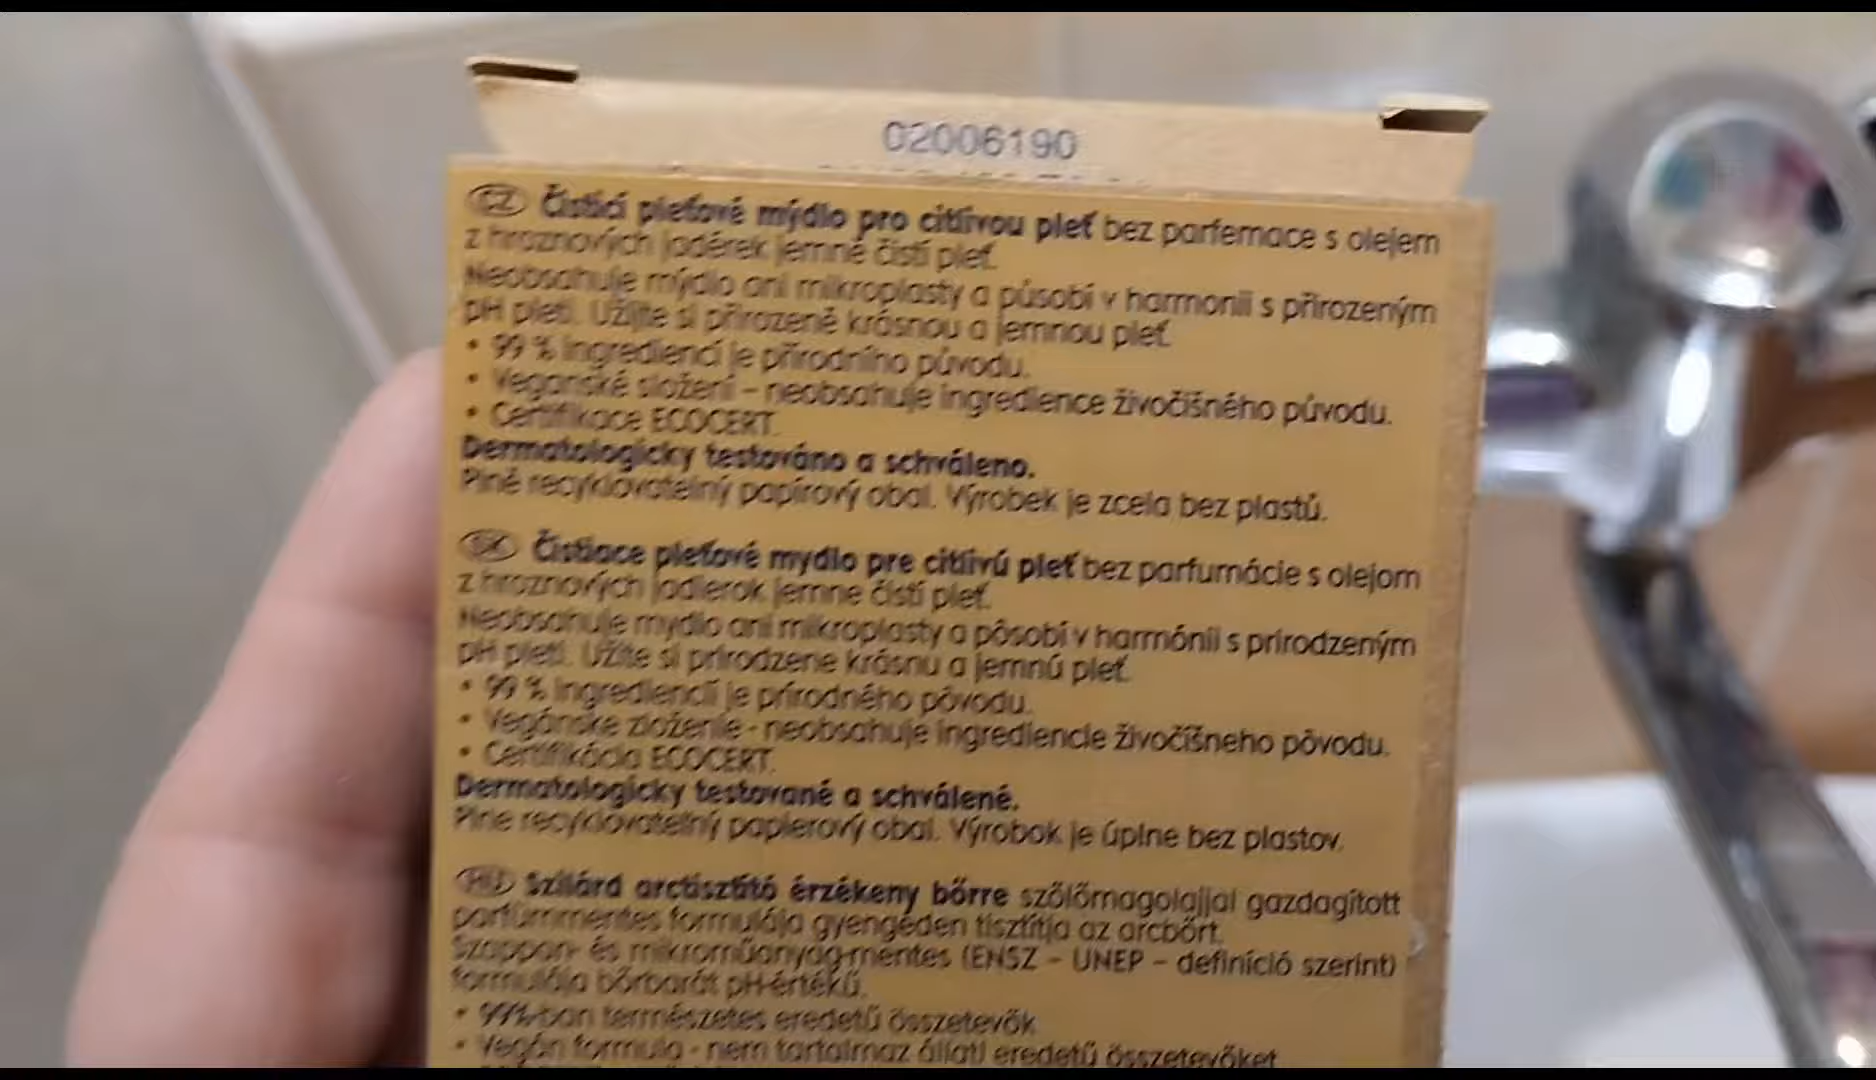 02006190
CZ Čisticí pleťové mýdlo pro citlivou pleť bez parfemace s olejem
z hroznových jadérek jemně čistí pleť.
Neobsahuje mýdlo ani mikroplasty a působí v harmonii s přirozeným
pH pleti. Užijte si přirozeně krásnou a jemnou pleť.
• 99 % ingrediencí je přírodního původu.
• Veganské složení – neobsahuje ingredience živočišného původu.
• Certifikace ECOCERT.
Dermatologicky testováno a schváleno.
Plně recyklovatelný papírový obal. Výrobek je zcela bez plastů.
SK Čistiace pleťové mydlo pre citlivú pleť bez parfumácie s olejom
z hroznových jadierok jemne čistí pleť.
Neobsahuje mydlo ani mikroplasty a pôsobí v harmónii s prirodzeným
pH pleti. Užite si prirodzene krásnu a jemnú pleť.
• 99 % ingrediencií je prírodného pôvodu.
• Vegánske zloženie - neobsahuje ingrediencie živočíšneho pôvodu.
• Certifikácia ECOCERT.
Dermatologicky testované a schválené.
Plne recyklovateľný papierový obal. Výrobok je úplne bez plastov.
HU Szilárd arctisztító érzékeny bőrre szőlőmagolajjal gazdagított
parfümmentes formulája gyengéden tisztítja az arcbőrt.
Szappan- és mikroműanyag-mentes (ENSZ – UNEP – definíció szerint)
formulája bőrbarát pH-értékű.
• 99%-ban természetes eredetű összetevők
• Vegán formula - nem tartalmaz állati eredetű összetevőket